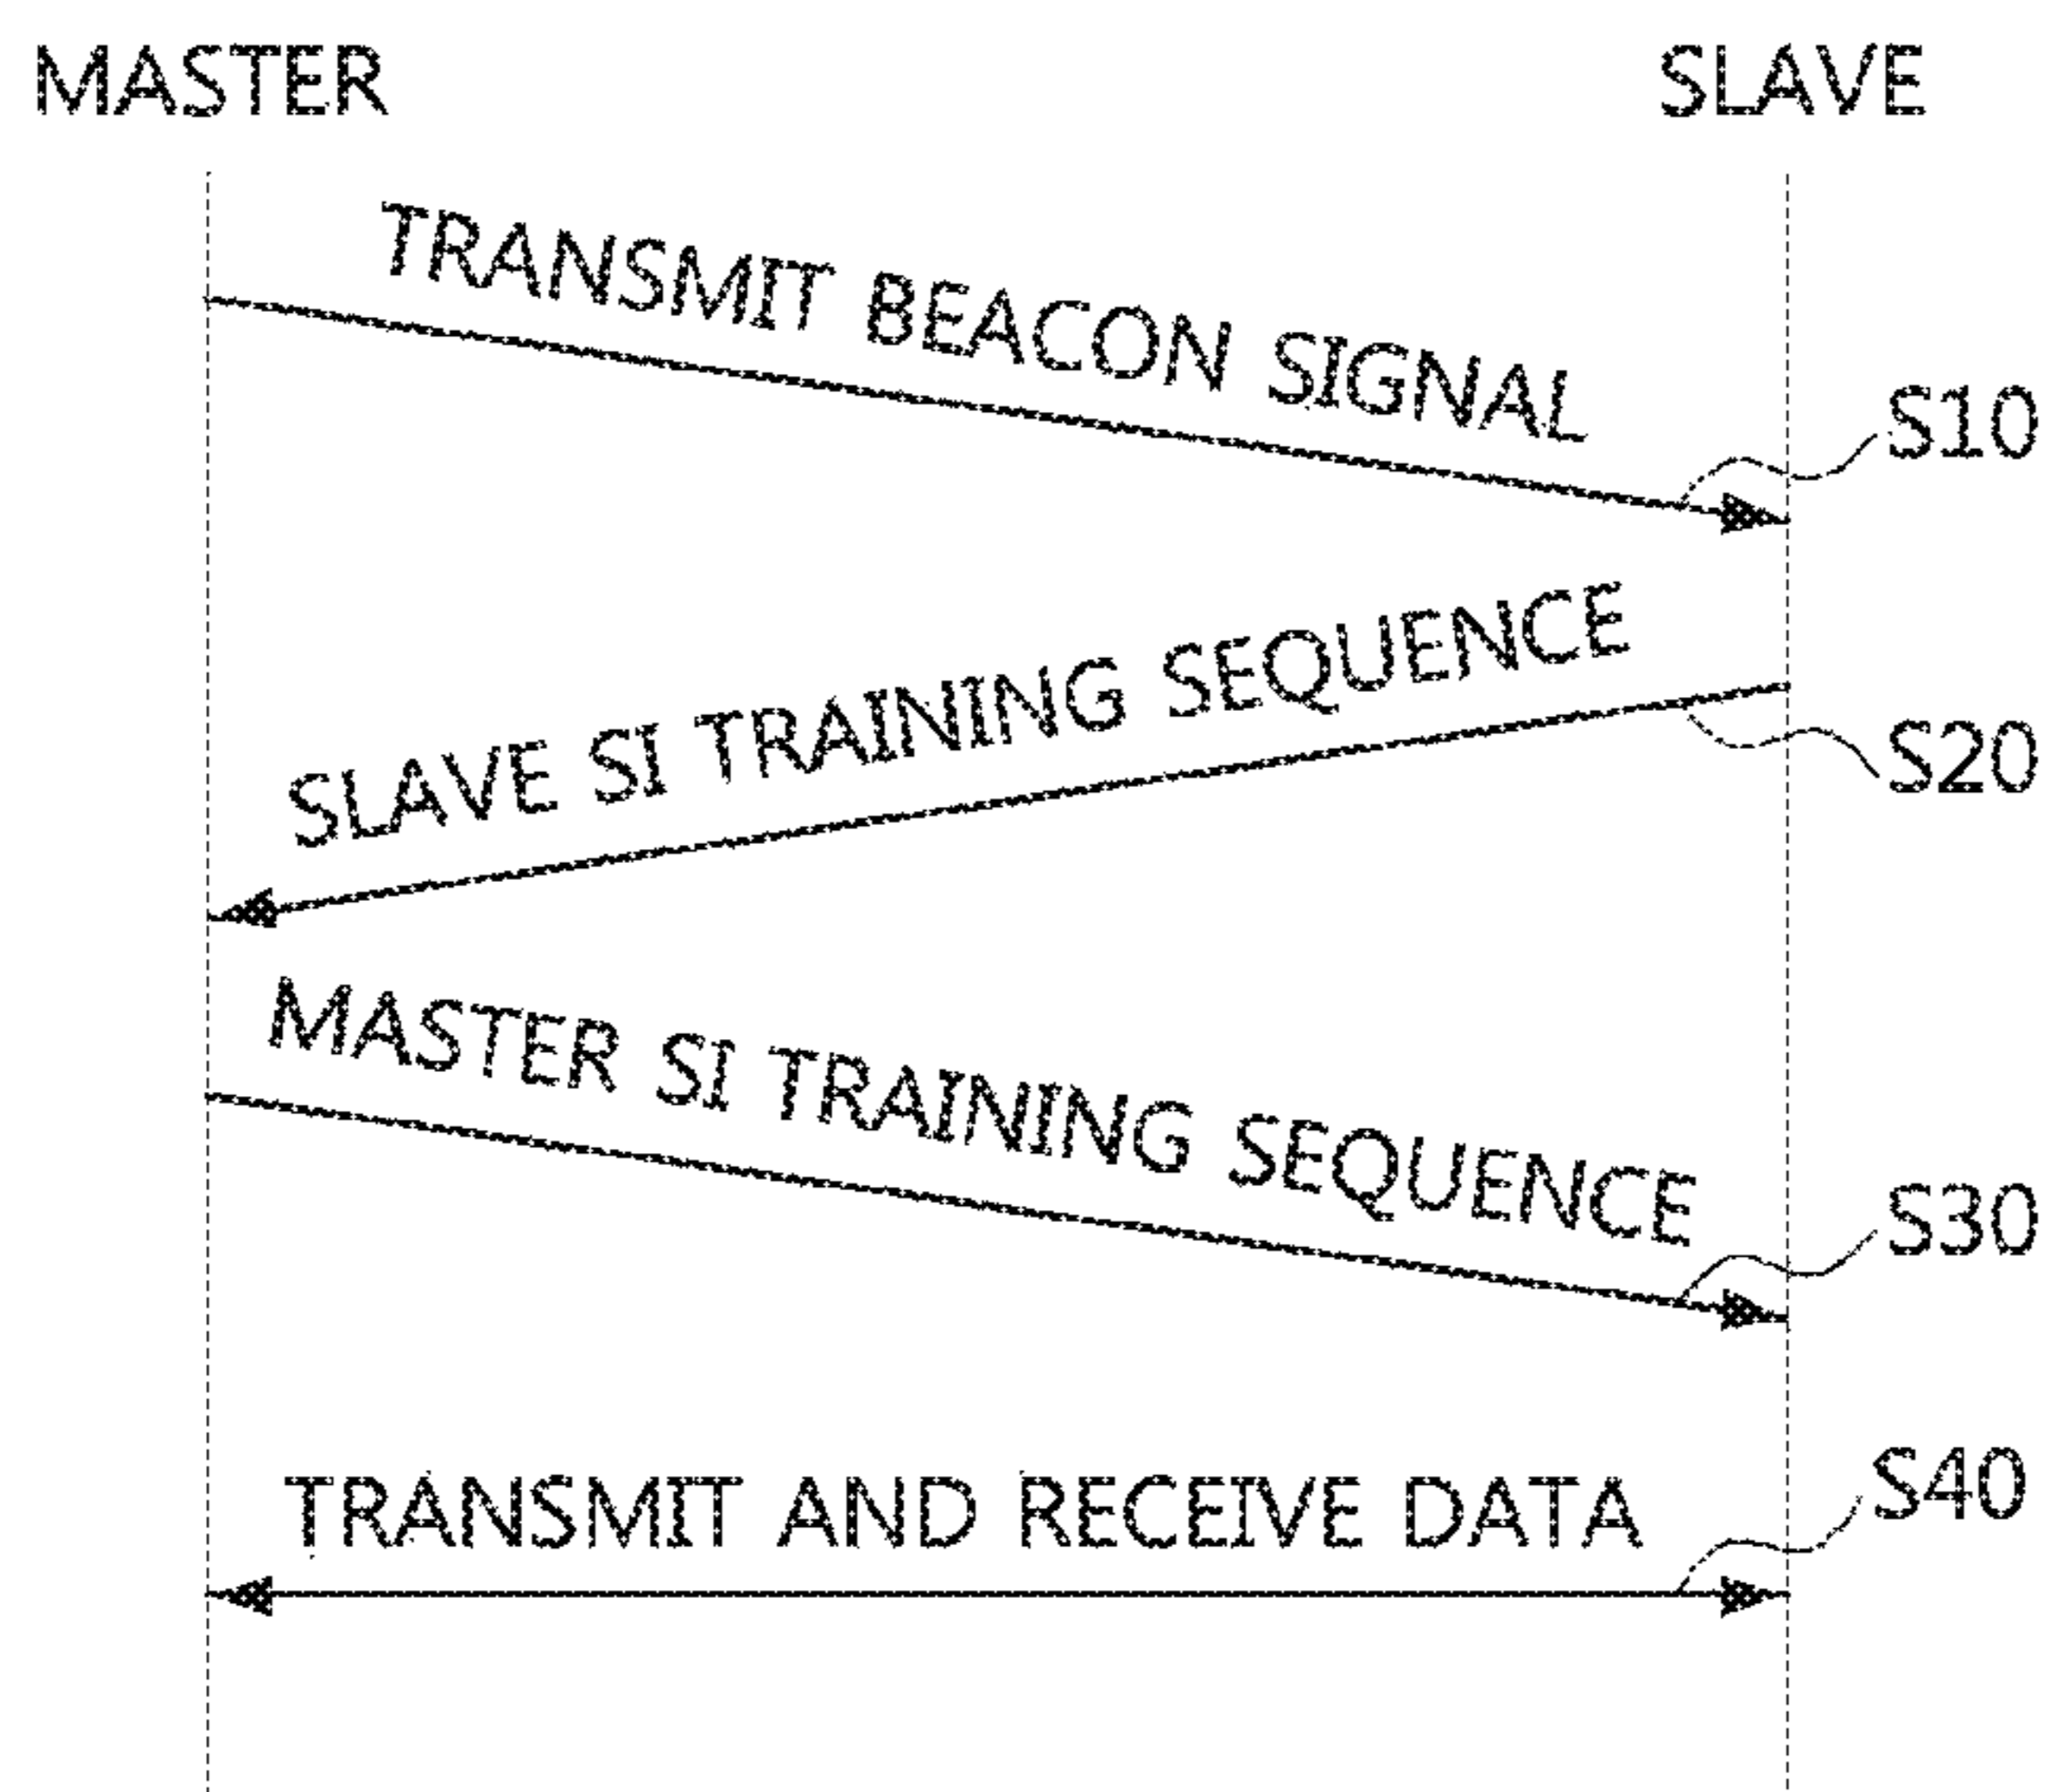 MASTER
SLAVE
TRANSMIT BEACON SIGNAL
S10
SLAVE SI TRAINING SEQUENCE
S20
MASTER SI TRAINING SEQUENCE
S30
TRANSMIT AND RECEIVE DATA
S40